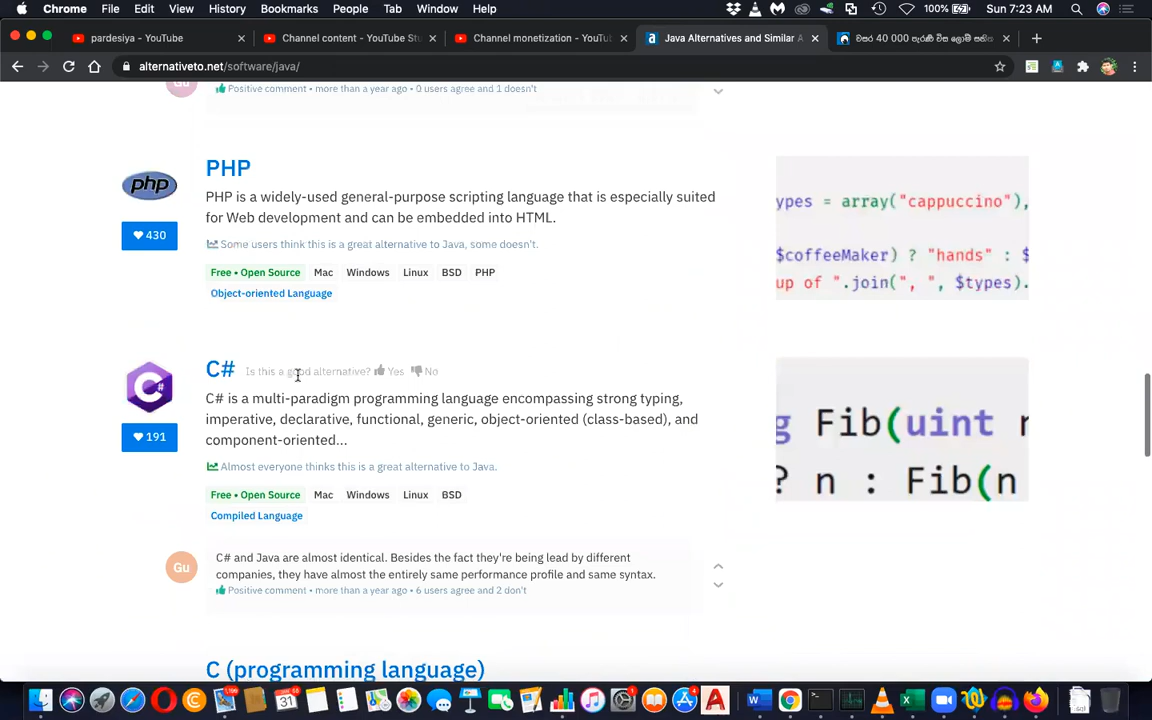 Chrome File Edit View History Bookmarks People Tab Window Help 100% Sun 7:23 AM
pardesiya - YouTube
Channel content - YouTube Stu
Channel monetization - YouTu
Java Alternatives and Similar A
වසර 40 000 පැරණි
alternativeto.net/software/java/
Gu
Positive comment • more than a year ago • 0 users agree and 1 doesn't
php
430
PHP
PHP is a widely-used general-purpose scripting language that is especially suited
for Web development and can be embedded into HTML.
Some users think this is a great alternative to Java, some doesn't.
Free • Open Source Mac Windows Linux BSD PHP
Object-oriented Language
ypes = array("cappuccino"),
$coffeeMaker) ? "hands" : $
up of ".join(", ", $types).
C#
191
C# Is this a good alternative? Yes No
C# is a multi-paradigm programming language encompassing strong typing,
imperative, declarative, functional, generic, object-oriented (class-based), and
component-oriented...
Almost everyone thinks this is a great alternative to Java.
Free • Open Source Mac Windows Linux BSD
Compiled Language
g Fib(uint n
? n : Fib(n
Gu
C# and Java are almost identical. Besides the fact they're being lead by different
companies, they have almost the entirely same performance profile and same syntax.
Positive comment • more than a year ago • 6 users agree and 2 don't
C (programming language)